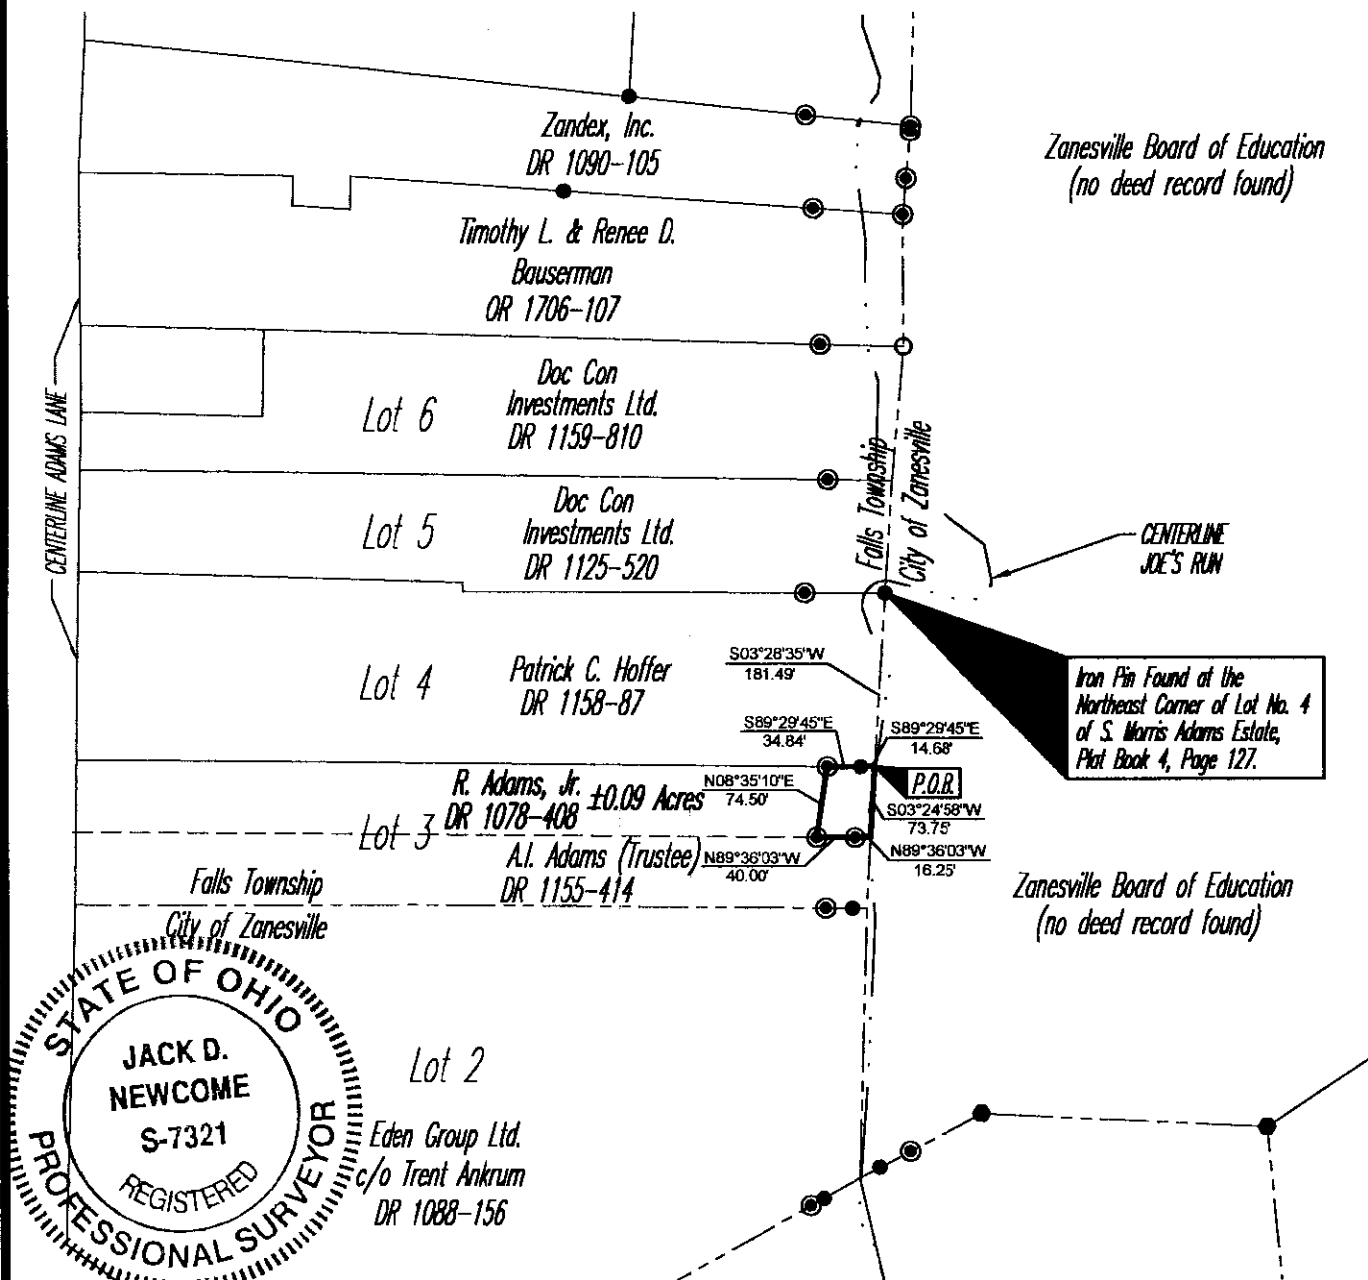 Zandex, Inc.
DR 1090-105
Zanesville Board of Education
(no deed record found)
Timothy L. & Renee D.
Bauserman
OR 1706-107
CENTERLINE ADAMS LANE
Lot 6
Doc Con
Investments Ltd.
DR 1159-810
Falls Township
City of Zanesville
Lot 5
Doc Con
Investments Ltd.
DR 1125-520
CENTERLINE
JOE'S RUN
Lot 4
Patrick C. Hoffer
DR 1158-87
S03°28'35"W
181.49'
Iron Pin Found at the
Northeast Corner of Lot No. 4
of S. Morris Adams Estate,
Plat Book 4, Page 127.
S89°29'45"E
34.84'
S89°29'45"E
14.68'
R. Adams, Jr.
DR 1078-408
±0.09 Acres
N08°35'10"E
74.50'
P.O.B.
S03°24'58"W
73.75'
Lot 3
A.I. Adams (Trustee)
DR 1155-414
N89°36'03"W
40.00'
N89°36'03"W
16.25'
Falls Township
City of Zanesville
Zanesville Board of Education
(no deed record found)
STATE OF OHIO
JACK D.
NEWCOME
S-7321
REGISTERED
PROFESSIONAL SURVEYOR
Lot 2
Eden Group Ltd.
c/o Trent Ankrum
DR 1088-156